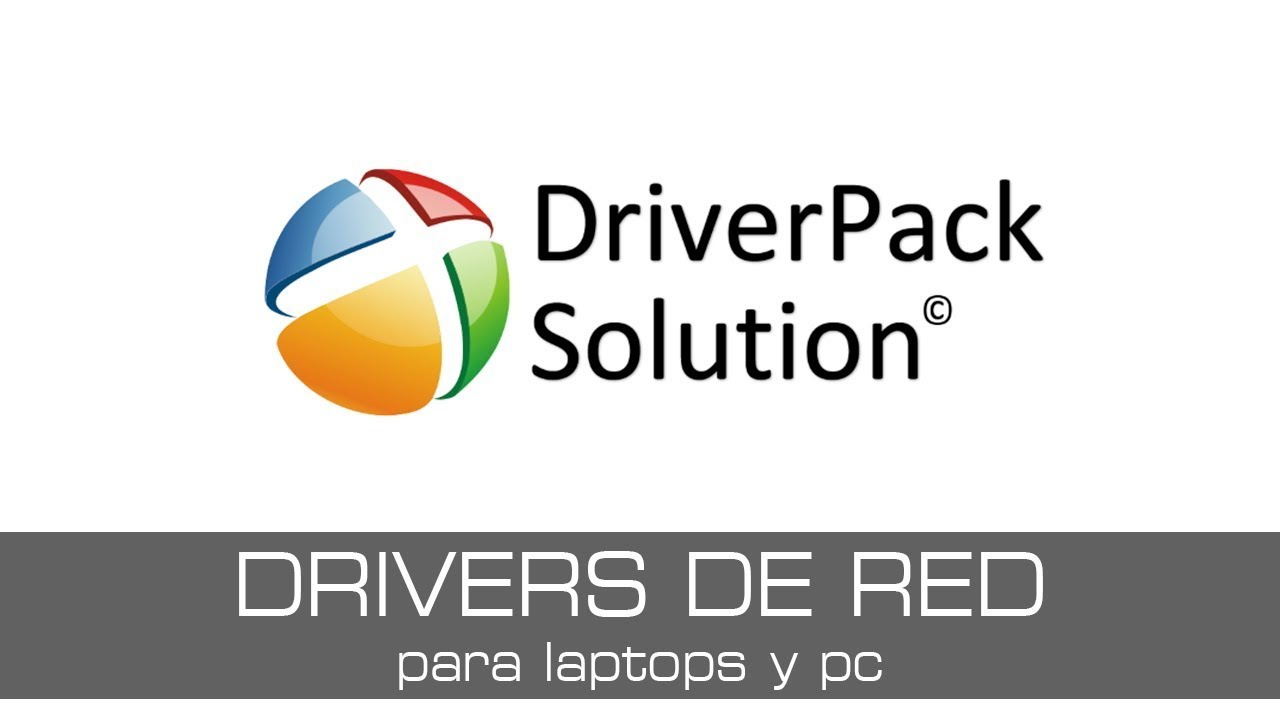 DriverPack
Solution©
DRIVERS DE RED
para laptops y pc